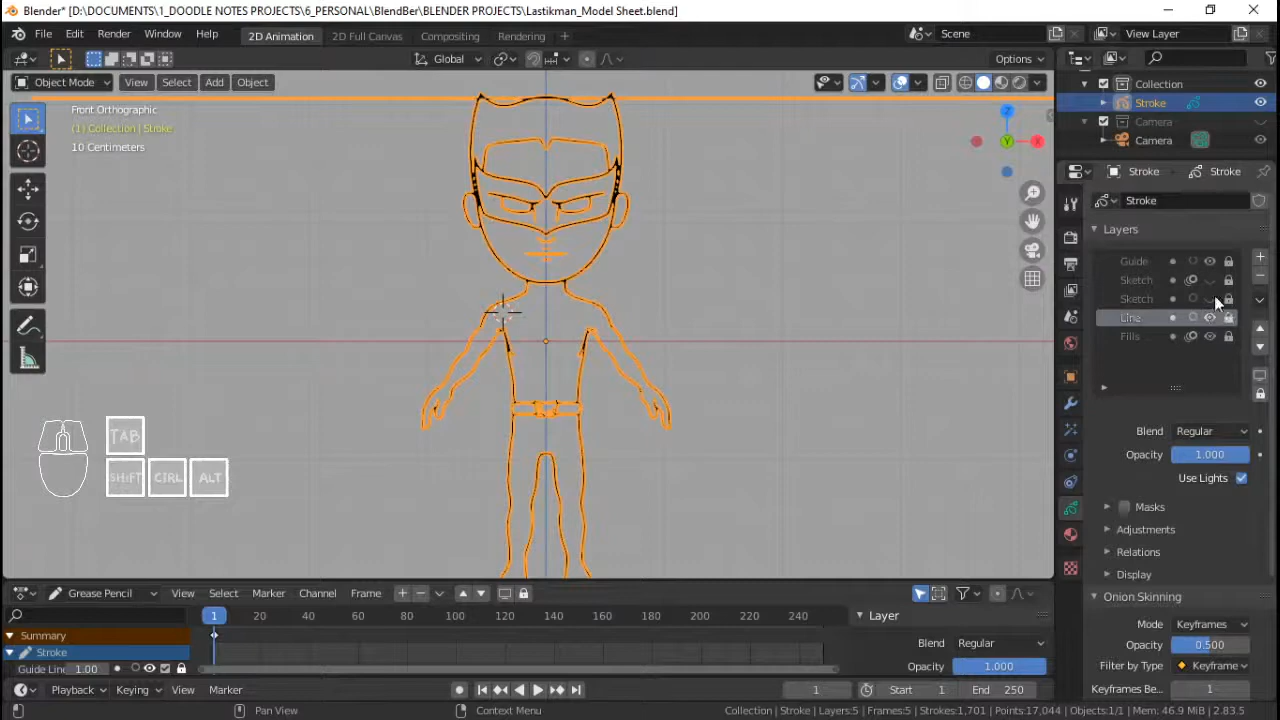 Blender* [D:\DOCUMENTS\1_DOODLE NOTES PROJECTS\6_PERSONAL\BlendBer\BLENDER PROJECTS\Lastikman_Model Sheet.blend]
File Edit Render Window Help 2D Animation 2D Full Canvas Compositing Rendering + Scene View Layer
Global Options
Object Mode View Select Add Object Collection
Stroke
Front Orthographic
(1) Collection | Stroke Camera
10 Centimeters Camera
Stroke Stroke
Stroke
Layers
Guide
Sketch
Sketch
Line
Fills
Blend Regular
Opacity 1.000
Use Lights
Masks
Adjustments
Relations
Display
Onion Skinning
Mode Keyframes
Opacity 0.500
Filter by Type Keyframe
Keyframes Be... 1
TAB
SHiFT CtRL ALT
X
Y
Grease Pencil View Select Marker Channel Frame
1 20 40 60 80 100 120 140 160 180 200 220 240 Layer
Summary
Stroke Blend Regular
Guide Line 1.00 Opacity 1.000
Playback Keying View Marker 1 Start 1 End 250
Pan View Context Menu Collection | Stroke | Layers:5 | Frames:5 | Strokes:1,701 | Points:17,044 | Objects:1/1 | Mem: 46.9 MiB | 2.83.5